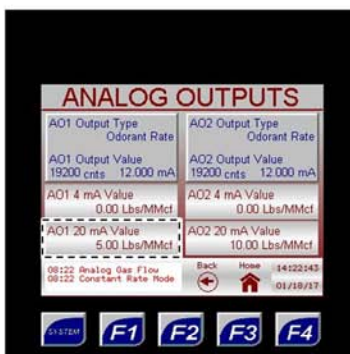 ANALOG OUTPUTS
AO1 Output Type
Odorant Rate
AO1 Output Value
19200 cnts 12.000 mA
AO2 Output Type
Odorant Rate
AO2 Output Value
19200 cnts 12.000 mA
AO1 4 mA Value
0.00 Lbs/MMcf
AO2 4 mA Value
0.00 Lbs/MMcf
AO1 20 mA Value
5.00 Lbs/MMcf
AO2 20 mA Value
10.00 Lbs/MMcf
08:22 Analog Gas Flow
08:22 Constant Rate Mode
Back
Home
14:22:43
01/18/17
SYSTEM
F1
F2
F3
F4